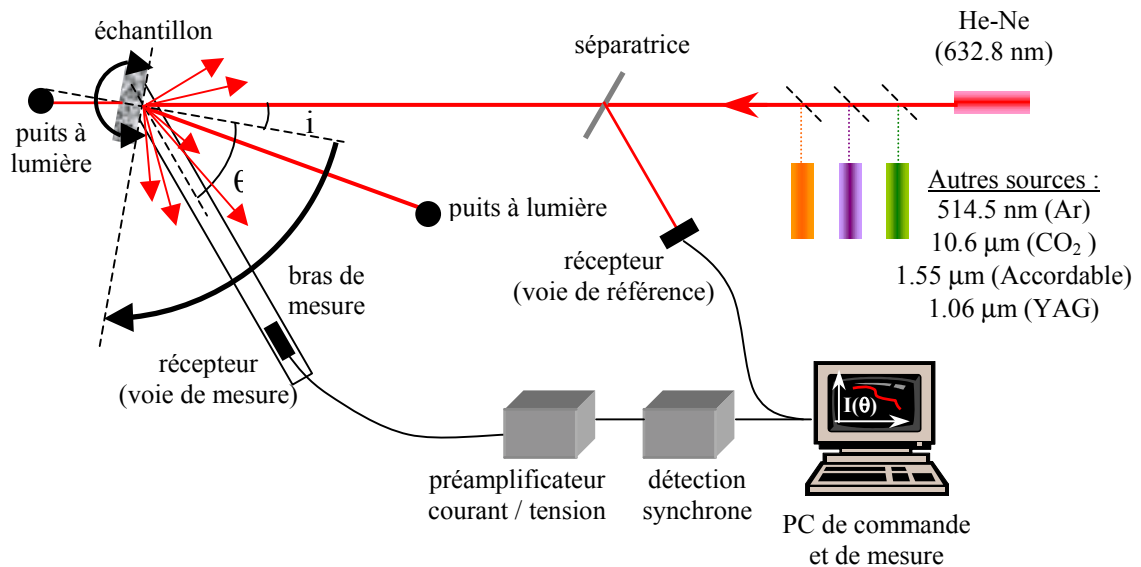 He-Ne
(632.8 nm)
échantillon
séparatrice
puits à
lumière
i
θ
puits à lumière
Autres sources :
514.5 nm (Ar)
10.6 μm (CO₂ )
1.55 μm (Accordable)
1.06 μm (YAG)
récepteur
(voie de référence)
bras de
mesure
récepteur
(voie de mesure)
I(θ)
préamplificateur
courant / tension
détection
synchrone
PC de commande
et de mesure